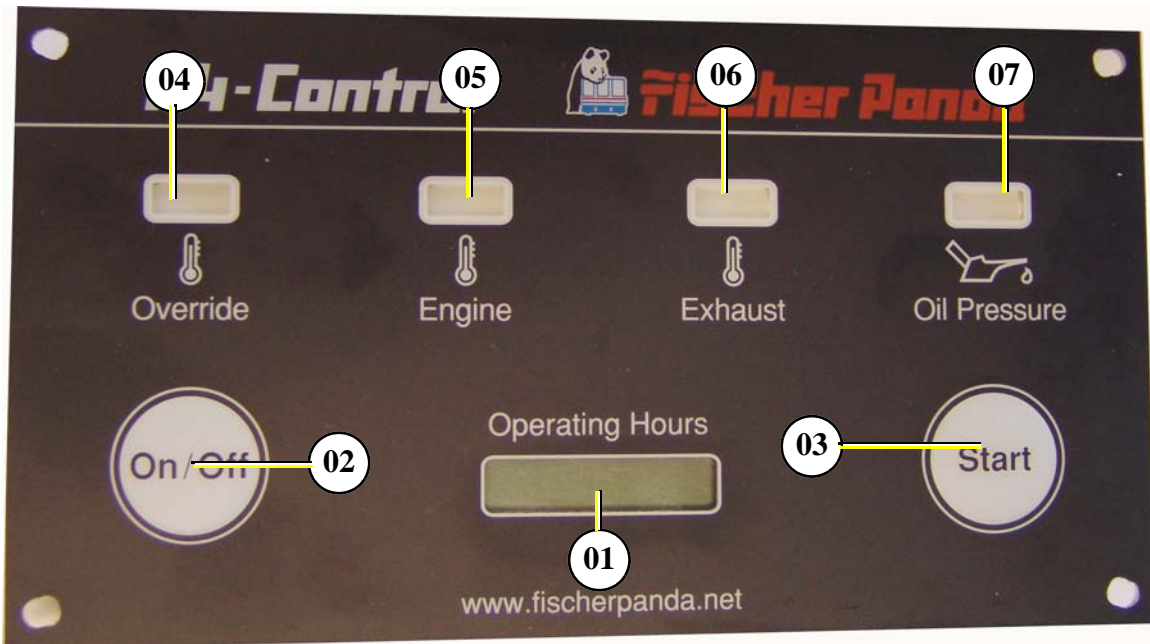 04 05 06 07
-Contro Fischer Panda
Override Engine Exhaust Oil Pressure
On/Off 02 Operating Hours 03 Start
01
www.fischerpanda.net